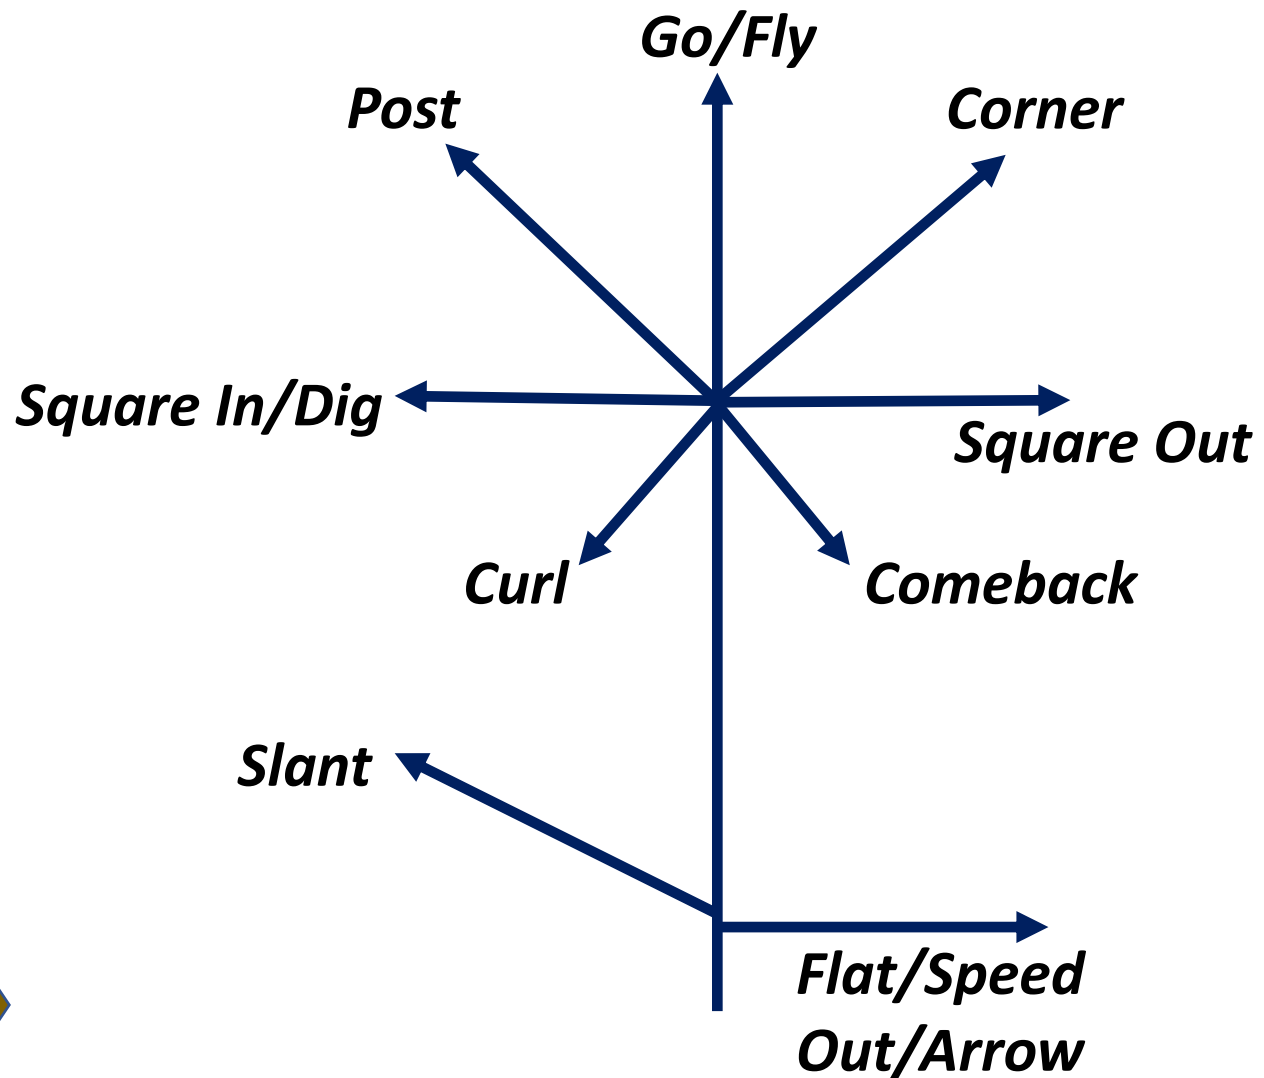 Go/Fly
Post
Corner
Square In/Dig
Square Out
Curl
Comeback
Slant
Flat/Speed
Out/Arrow